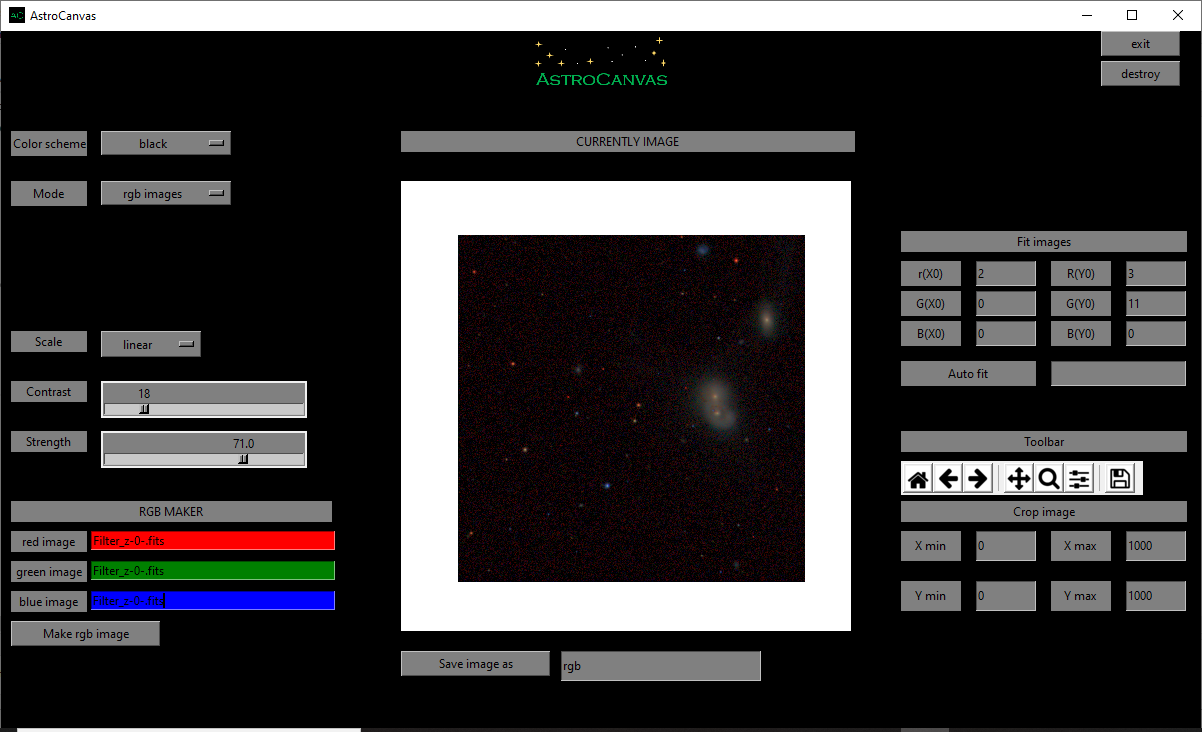 AC AstroCanvas
exit
destroy
ASTROCANVAS
Color scheme black
CURRENTLY IMAGE
Mode rgb images
Fit images
r(X0) 2 R(Y0) 3
G(X0) 0 G(Y0) 11
B(X0) 0 B(Y0) 0
Scale linear
Auto fit
Contrast 18
Strength 71.0
Toolbar
RGB MAKER
Crop image
red image Filter_z-0-.fits
X min 0 X max 1000
green image Filter_z-0-.fits
blue image Filter_z-0-.fits
Y min 0 Y max 1000
Make rgb image
Save image as rgb